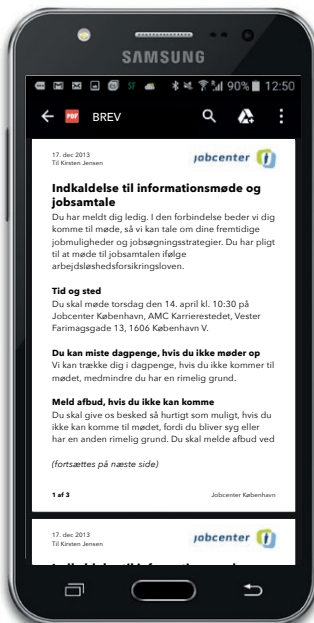 SAMSUNG
90% 12:50
PDF BREV
17. dec 2013
Til Kirsten Jensen
jobcenter
Indkaldelse til informationsmøde og
jobsamtale
Du har meldt dig ledig. I den forbindelse beder vi dig
komme til møde, så vi kan tale om dine fremtidige
jobmuligheder og jobsøgningsstrategier. Du har pligt
til at møde til jobsamtalen ifølge
arbejdsløshedsforsikringsloven.
Tid og sted
Du skal møde torsdag den 14. april kl. 10:30 på
Jobcenter København, AMC Karrierestedet, Vester
Farimagsgade 13, 1606 København V.
Du kan miste dagpenge, hvis du ikke møder op
Vi kan trække dig i dagpenge, hvis du ikke kommer til
mødet, medmindre du har en rimelig grund.
Meld afbud, hvis du ikke kan komme
Du skal give os besked så hurtigt som muligt, hvis du
ikke kan komme til mødet, fordi du bliver syg eller
har en anden rimelig grund. Du skal melde afbud ved
(fortsættes på næste side)
1 af 3 Jobcenter København
17. dec 2013
Til Kirsten Jensen
jobcenter